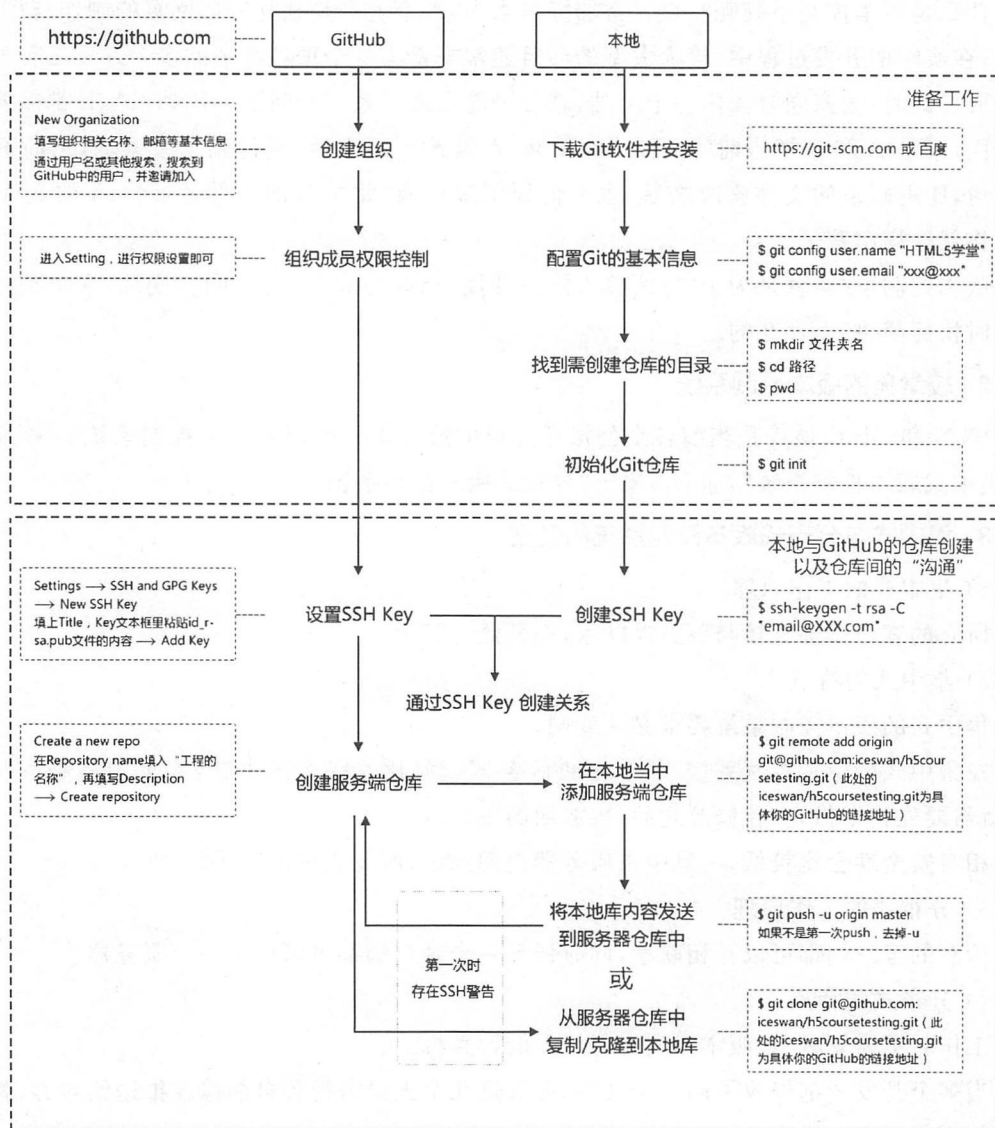 https://github.com
GitHub
本地
准备工作
New Organization
填写组织相关名称、邮箱等基本信息
通过用户名或其他搜索，搜索到
GitHub中的用户，并邀请加入
创建组织
下载Git软件并安装
https://git-scm.com 或 百度
进入Setting，进行权限设置即可
组织成员权限控制
配置Git的基本信息
$ git config user.name "HTML5学堂"
$ git config user.email "xxx@xxx"
找到需创建仓库的目录
$ mkdir 文件夹名
$ cd 路径
$ pwd
初始化Git仓库
$ git init
本地与GitHub的仓库创建
以及仓库间的“沟通”
Settings → SSH and GPG Keys
→ New SSH Key
填上Title，Key文本框里粘贴id_r-
sa.pub文件的内容 → Add Key
设置SSH Key
创建SSH Key
$ ssh-keygen -t rsa -C
"email@XXX.com"
通过SSH Key 创建关系
Create a new repo
在Repository name填入“工程的
名称”，再填写Description
→ Create repository
创建服务端仓库
在本地当中
添加服务端仓库
$ git remote add origin
git@github.com:iceswan/h5cour
setesting.git（此处的
iceswan/h5coursetesting.git为具
体你的GitHub的链接地址）
将本地库内容发送
到服务器仓库中
$ git push -u origin master
如果不是第一次push，去掉-u
第一次时
存在SSH警告
或
从服务器仓库中
复制/克隆到本地库
$ git clone git@github.com:
iceswan/h5coursetesting.git（此
处的iceswan/h5coursetesting.git
为具体你的GitHub的链接地址）